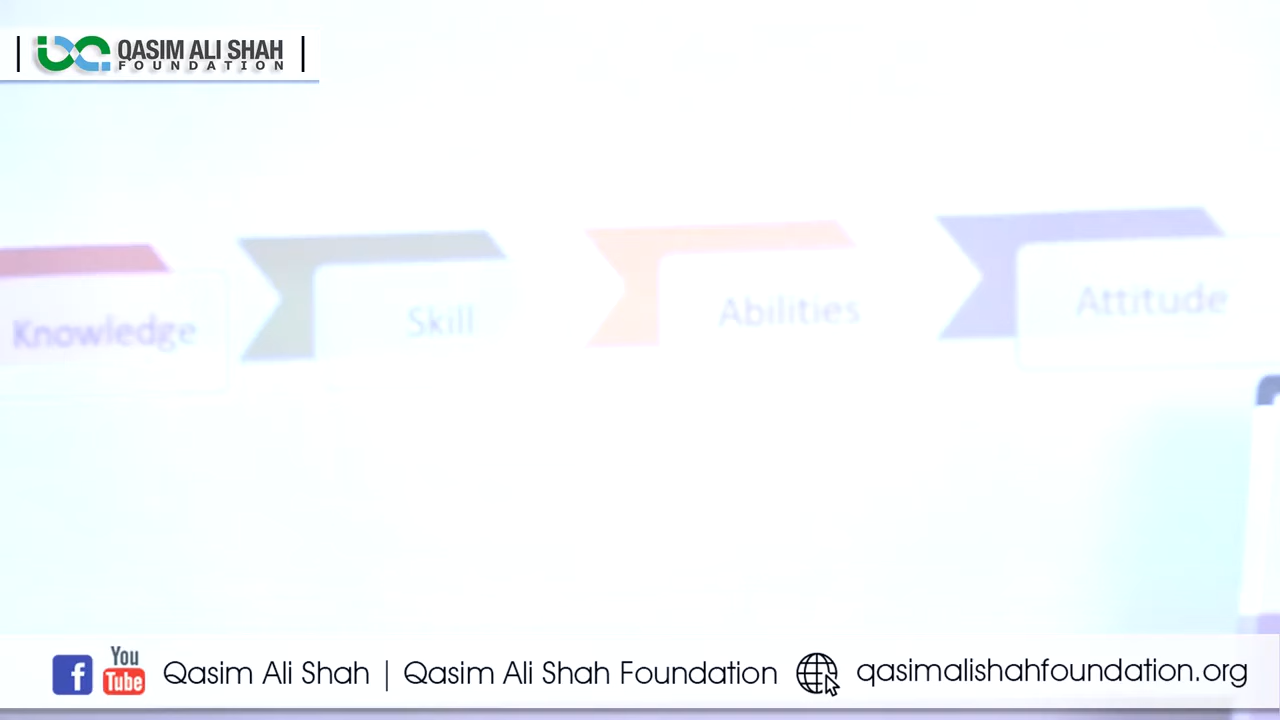 QASIM ALI SHAH
FOUNDATION
Knowledge
Skill
Abilities
Attitude
f You Tube Qasim Ali Shah | Qasim Ali Shah Foundation qasimalishahfoundation.org